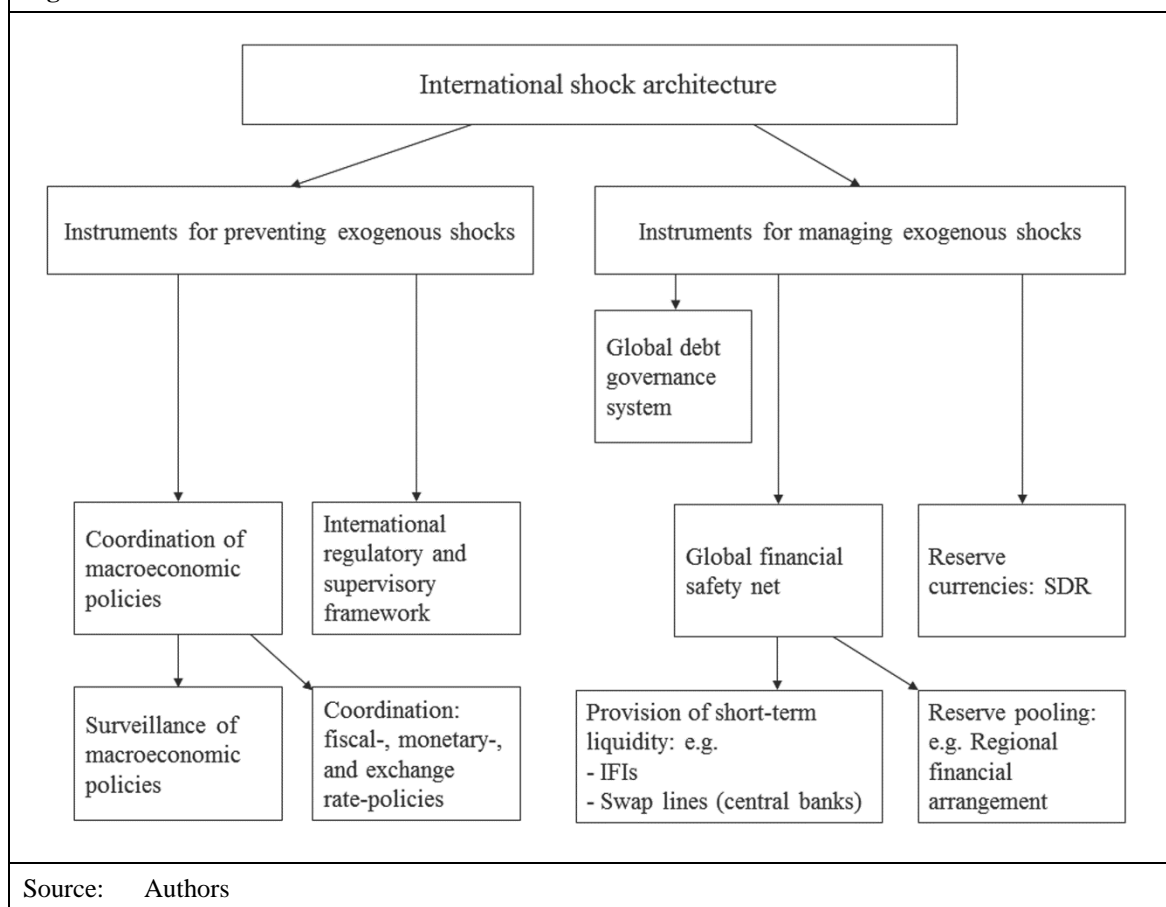 International shock architecture
Instruments for preventing exogenous shocks
Instruments for managing exogenous shocks
Global debt
governance
system
Coordination of
macroeconomic
policies
International
regulatory and
supervisory
framework
Global financial
safety net
Reserve
currencies: SDR
Surveillance of
macroeconomic
policies
Coordination:
fiscal-, monetary-,
and exchange
rate-policies
Provision of short-term
liquidity: e.g.
- IFIs
- Swap lines (central banks)
Reserve pooling:
e.g. Regional
financial
arrangement
Source: Authors